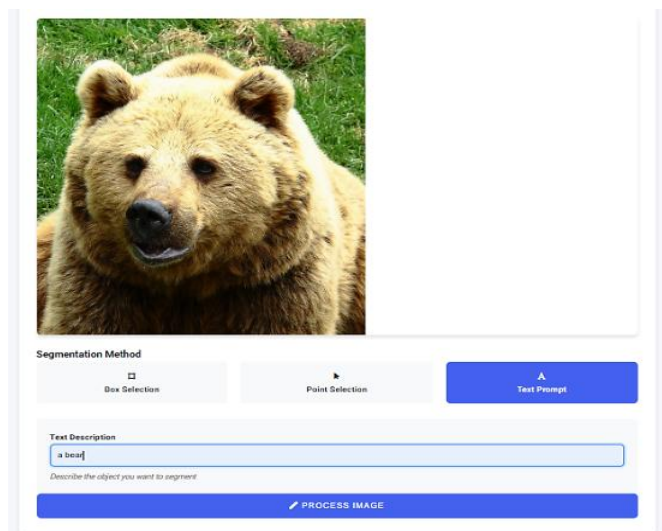 Segmentation Method
Box Selection
Point Selection
Text Prompt
Text Description
a bear
Describe the object you want to segment
PROCESS IMAGE